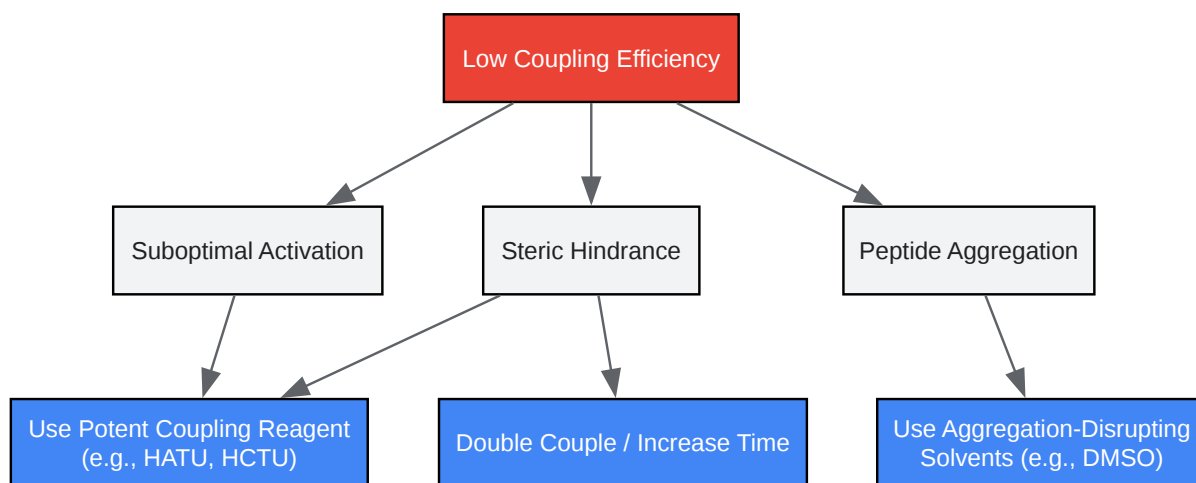 Low Coupling Efficiency
Suboptimal Activation
Steric Hindrance
Peptide Aggregation
Use Potent Coupling Reagent
(e.g., HATU, HCTU)
Double Couple / Increase Time
Use Aggregation-Disrupting
Solvents (e.g., DMSO)